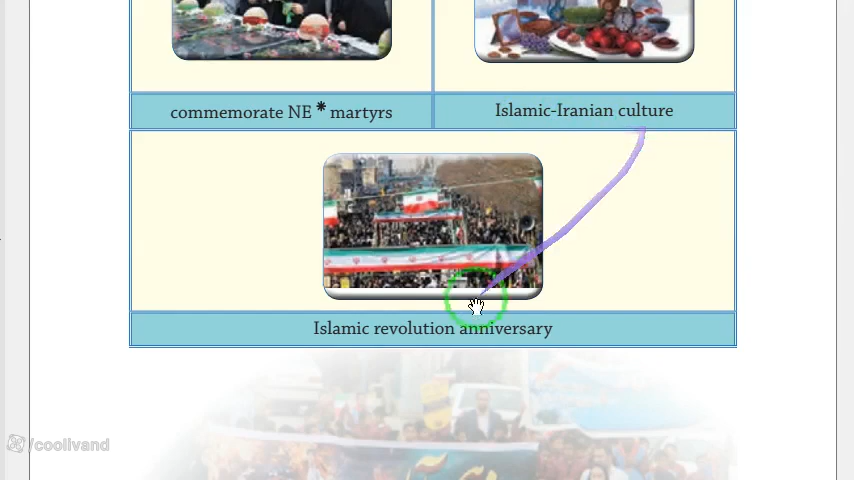 commemorate NE * martyrs
Islamic-Iranian culture
Islamic revolution anniversary
/coolivand